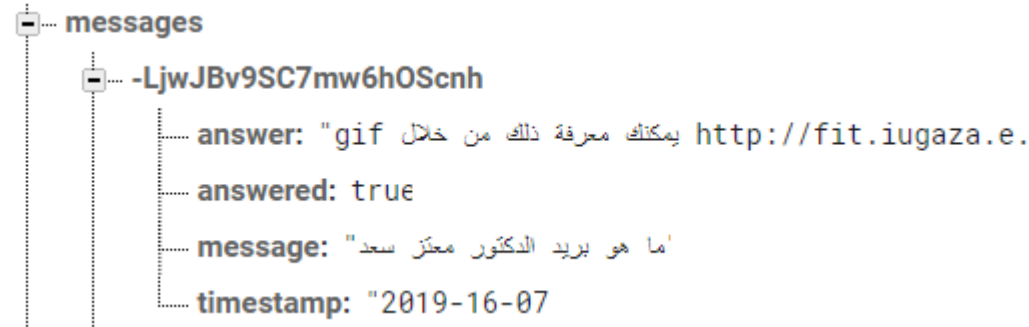 messages
-LjwJBv9SC7mw6hOScnh
answer: "gif يمكنك معرفة ذلك من خلال http://fit.iugaza.e.
answered: true
message: "ما هو بريد الدكتور معتز سعد'
timestamp: "2019-16-07